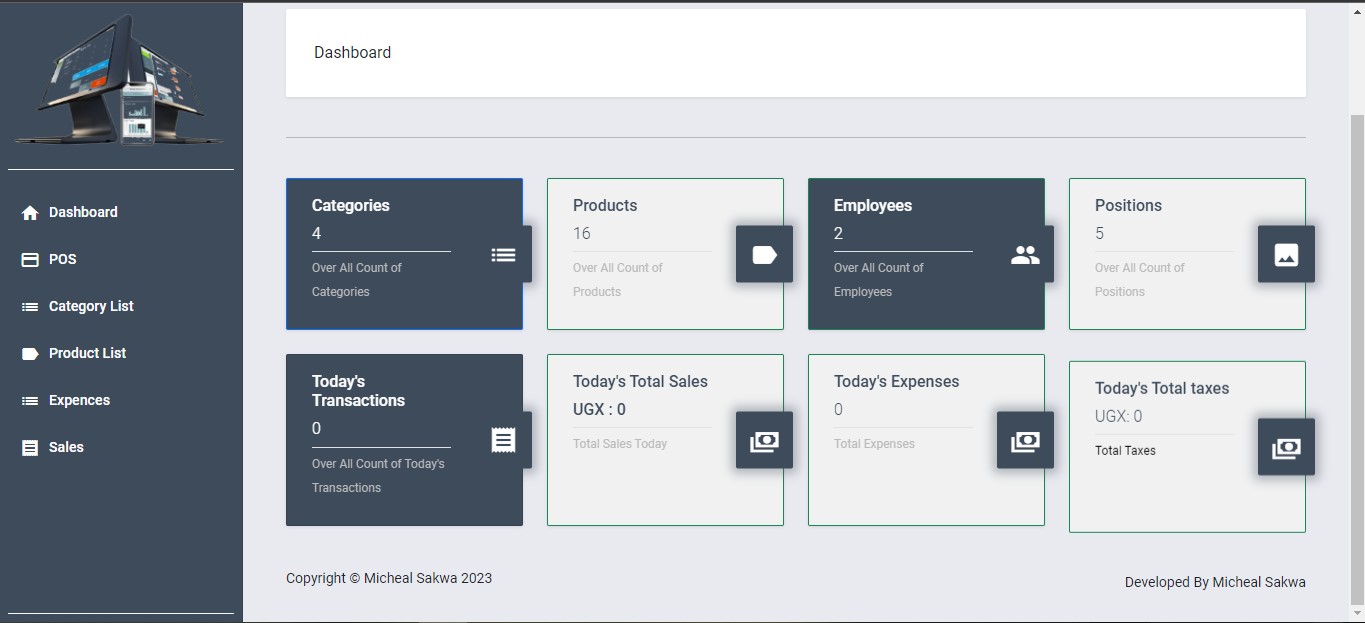 Dashboard
POS
Category List
Product List
Expences
Sales
Dashboard
Categories
4
Over All Count of
Categories
Products
16
Over All Count of
Products
Employees
2
Over All Count of
Employees
Positions
5
Over All Count of
Positions
Today's
Transactions
0
Over All Count of Today's
Transactions
Today's Total Sales
UGX : 0
Total Sales Today
Today's Expenses
0
Total Expenses
Today's Total taxes
UGX: 0
Total Taxes
Copyright © Micheal Sakwa 2023
Developed By Micheal Sakwa